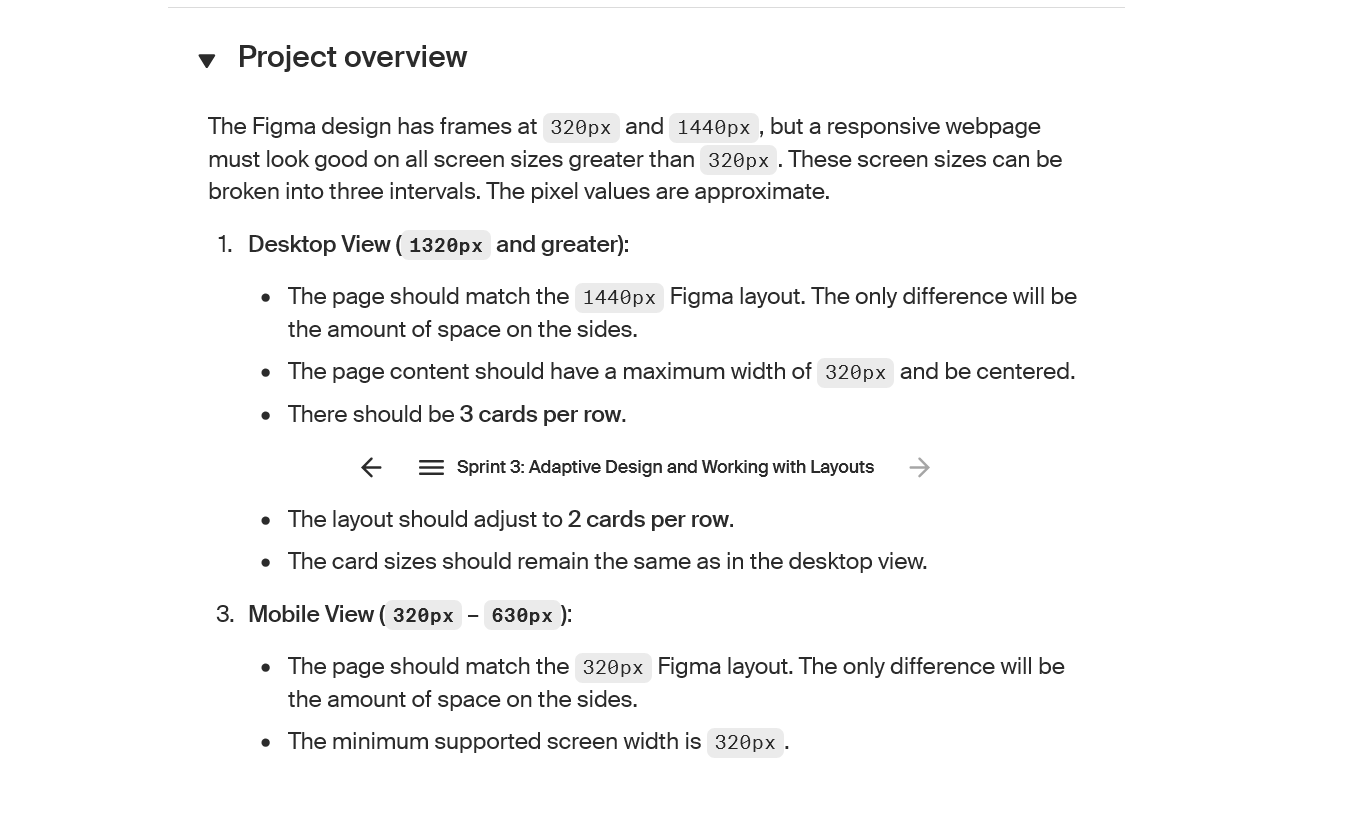 Project overview
The Figma design has frames at 320px and 1440px, but a responsive webpage
must look good on all screen sizes greater than 320px. These screen sizes can be
broken into three intervals. The pixel values are approximate.
1. Desktop View (1320px and greater):
• The page should match the 1440px Figma layout. The only difference will be
the amount of space on the sides.
• The page content should have a maximum width of 320px and be centered.
• There should be 3 cards per row.
Sprint 3: Adaptive Design and Working with Layouts
• The layout should adjust to 2 cards per row.
• The card sizes should remain the same as in the desktop view.
3. Mobile View (320px – 630px):
• The page should match the 320px Figma layout. The only difference will be
the amount of space on the sides.
• The minimum supported screen width is 320px.